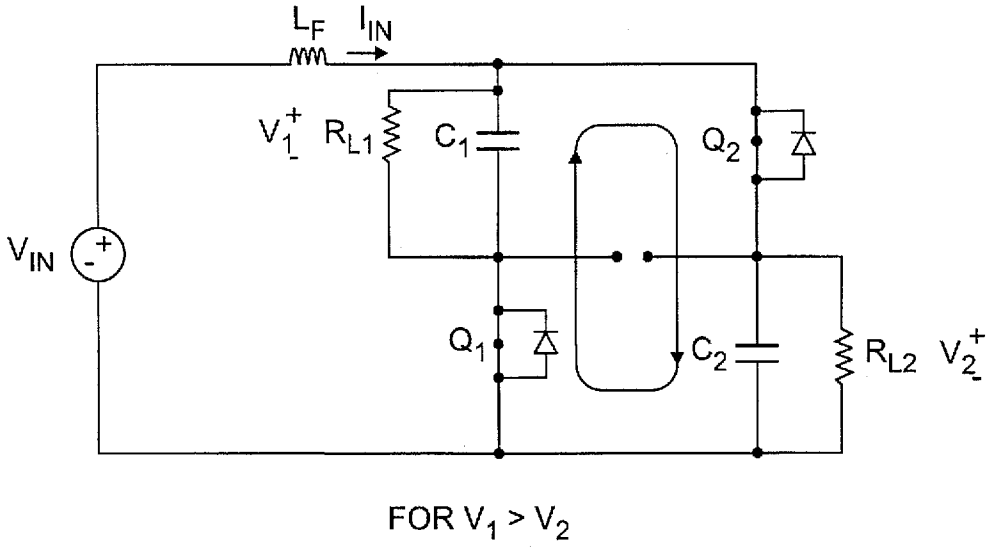 L_F I_IN
V_1 + - R_L1 C_1 Q_2
V_IN + -
Q_1 C_2 R_L2 V_2 + -
FOR V_1 > V_2